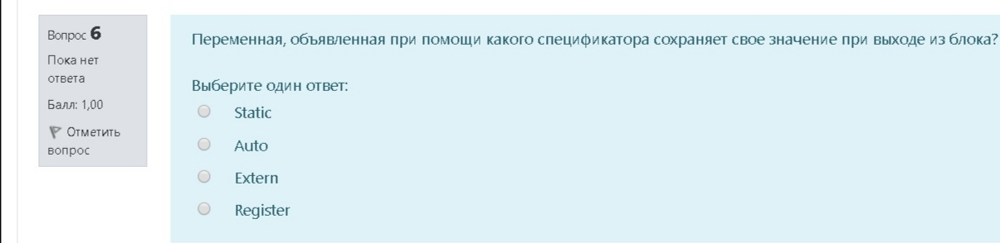 Вопрос 6
Пока нет
ответа
Балл: 1,00
Отметить
вопрос
Переменная, объявленная при помощи какого спецификатора сохраняет свое значение при выходе из блока?
Выберите один ответ:
Static
Auto
Extern
Register